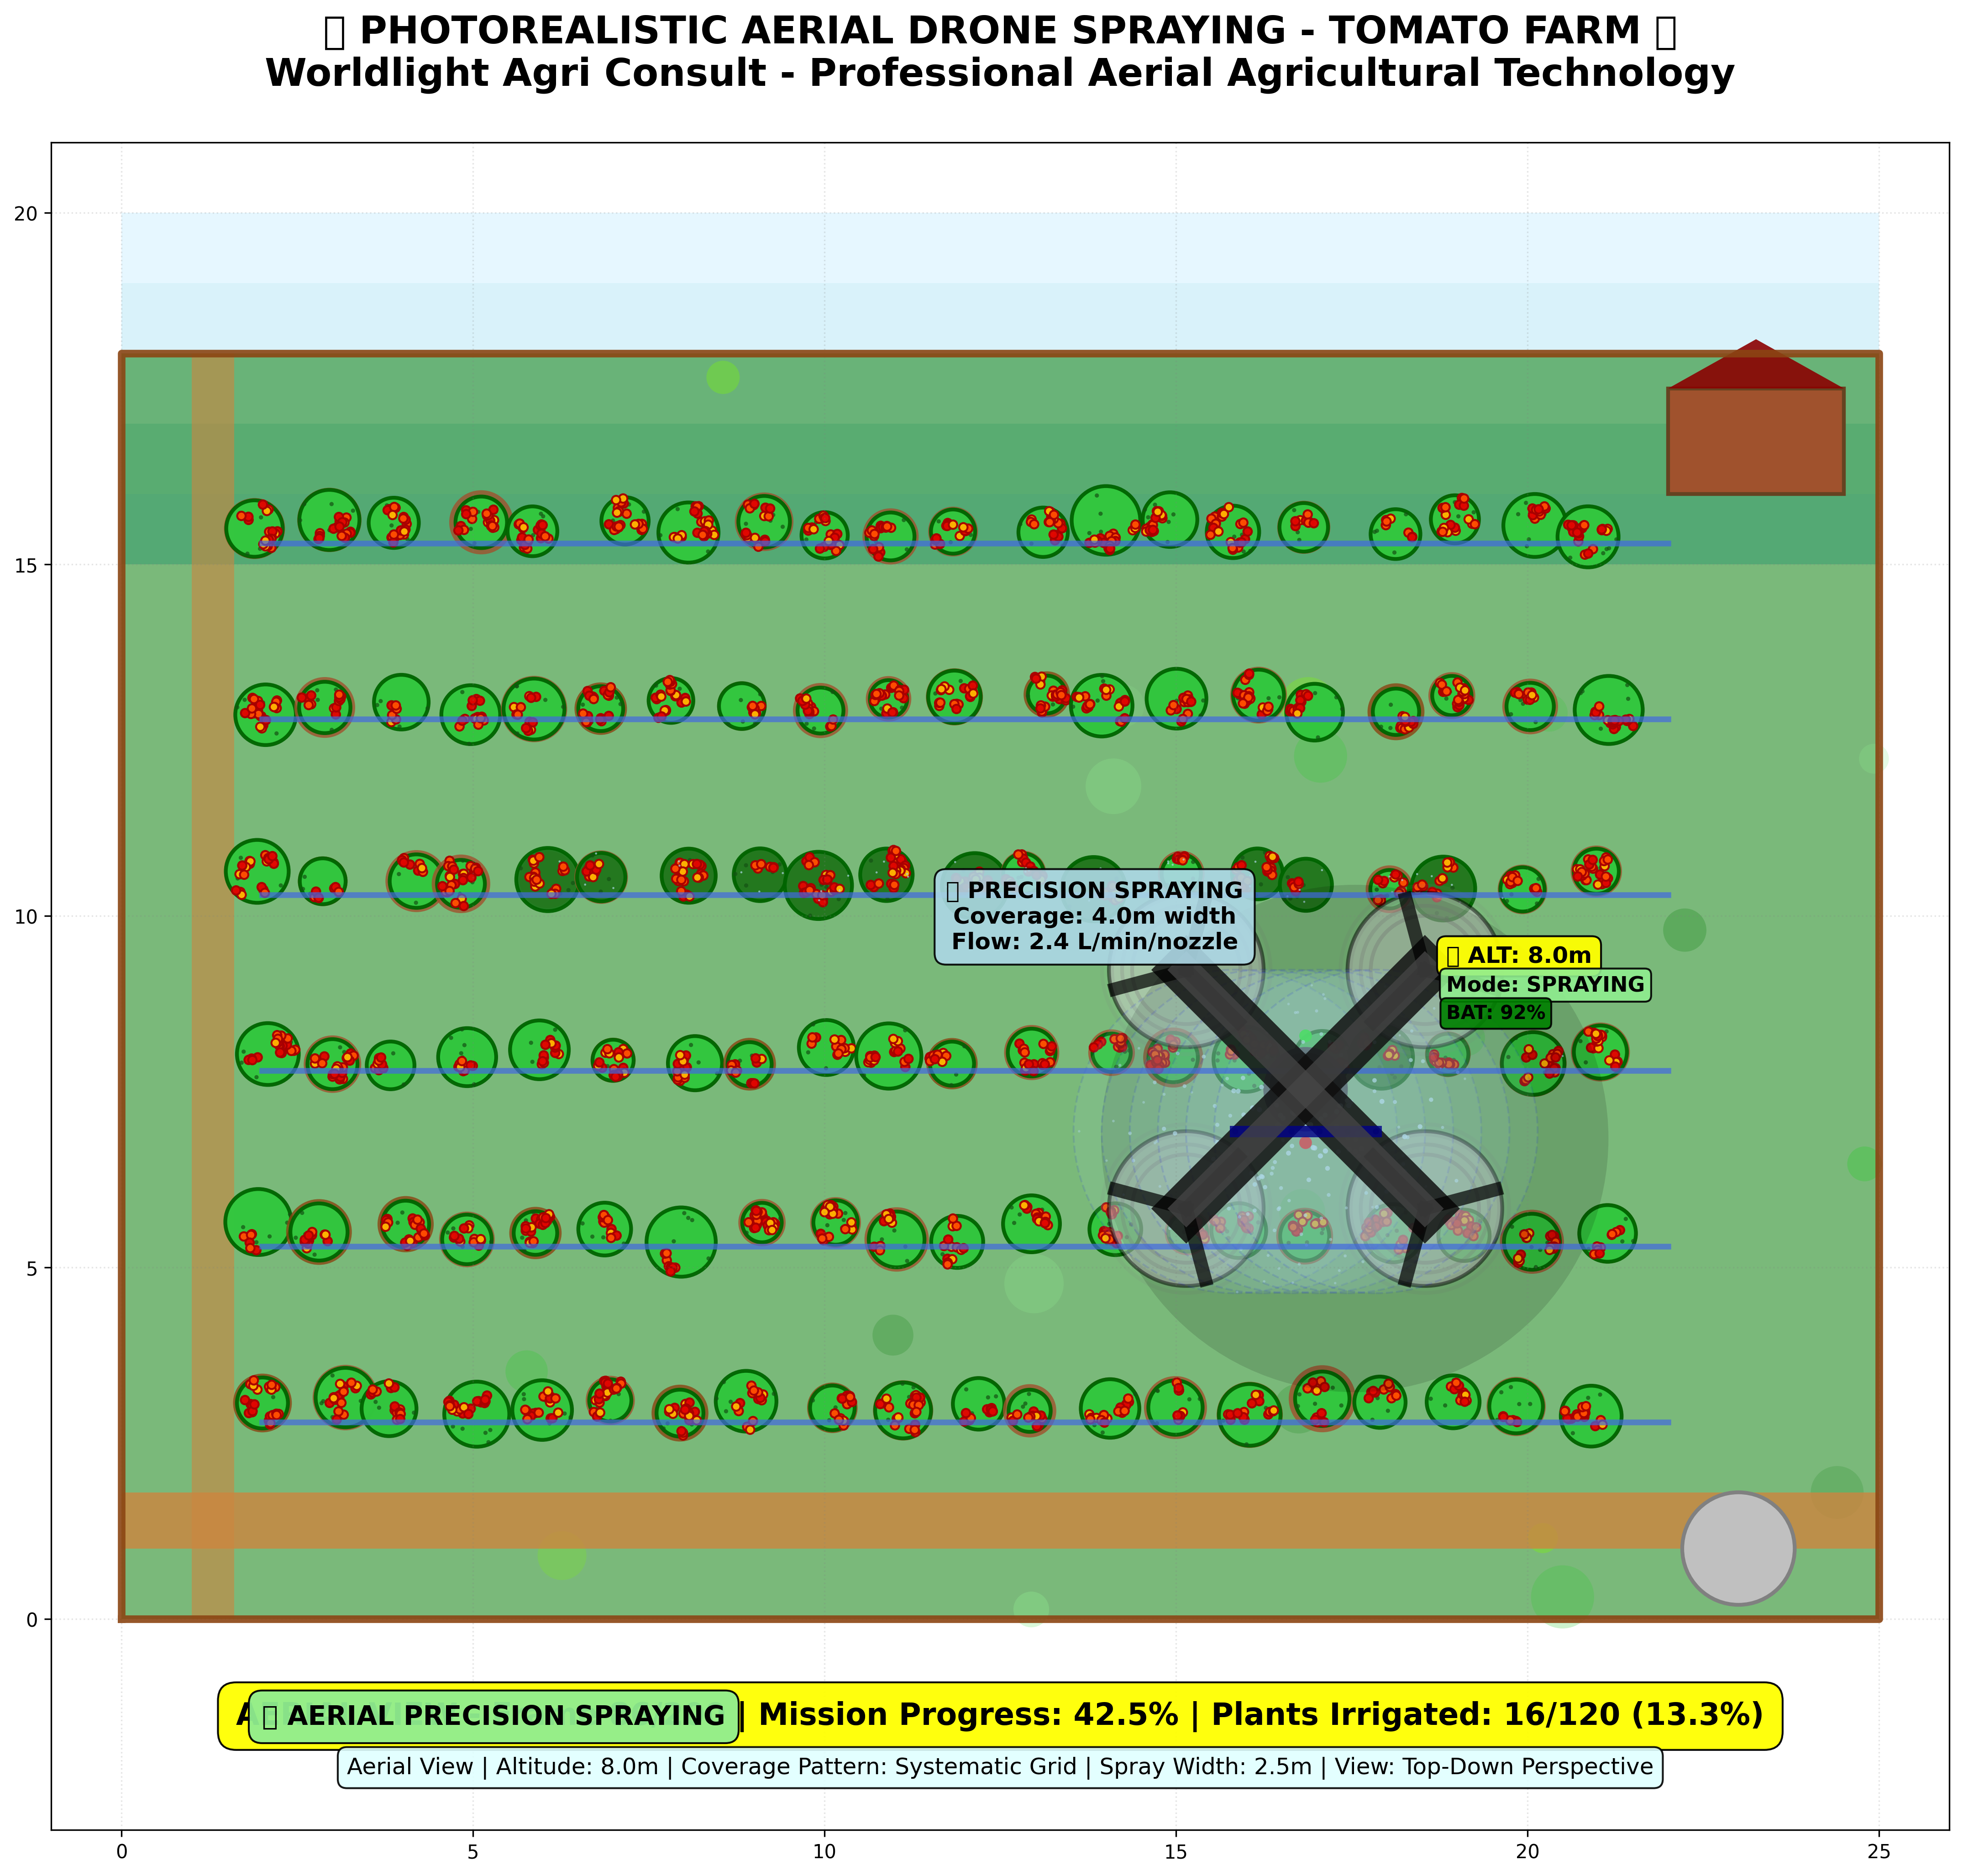 PHOTOREALISTIC AERIAL DRONE SPRAYING - TOMATO FARM
Worldlight Agri Consult - Professional Aerial Agricultural Technology
20
15
10
5
0
PRECISION SPRAYING
Coverage: 4.0m width
Flow: 2.4 L/min/nozzle
ALT: 8.0m
Mode: SPRAYING
BAT: 92%
AERIAL PRECISION SPRAYING
| Mission Progress: 42.5% | Plants Irrigated: 16/120 (13.3%)
Aerial View | Altitude: 8.0m | Coverage Pattern: Systematic Grid | Spray Width: 2.5m | View: Top-Down Perspective
0 5 10 15 20 25